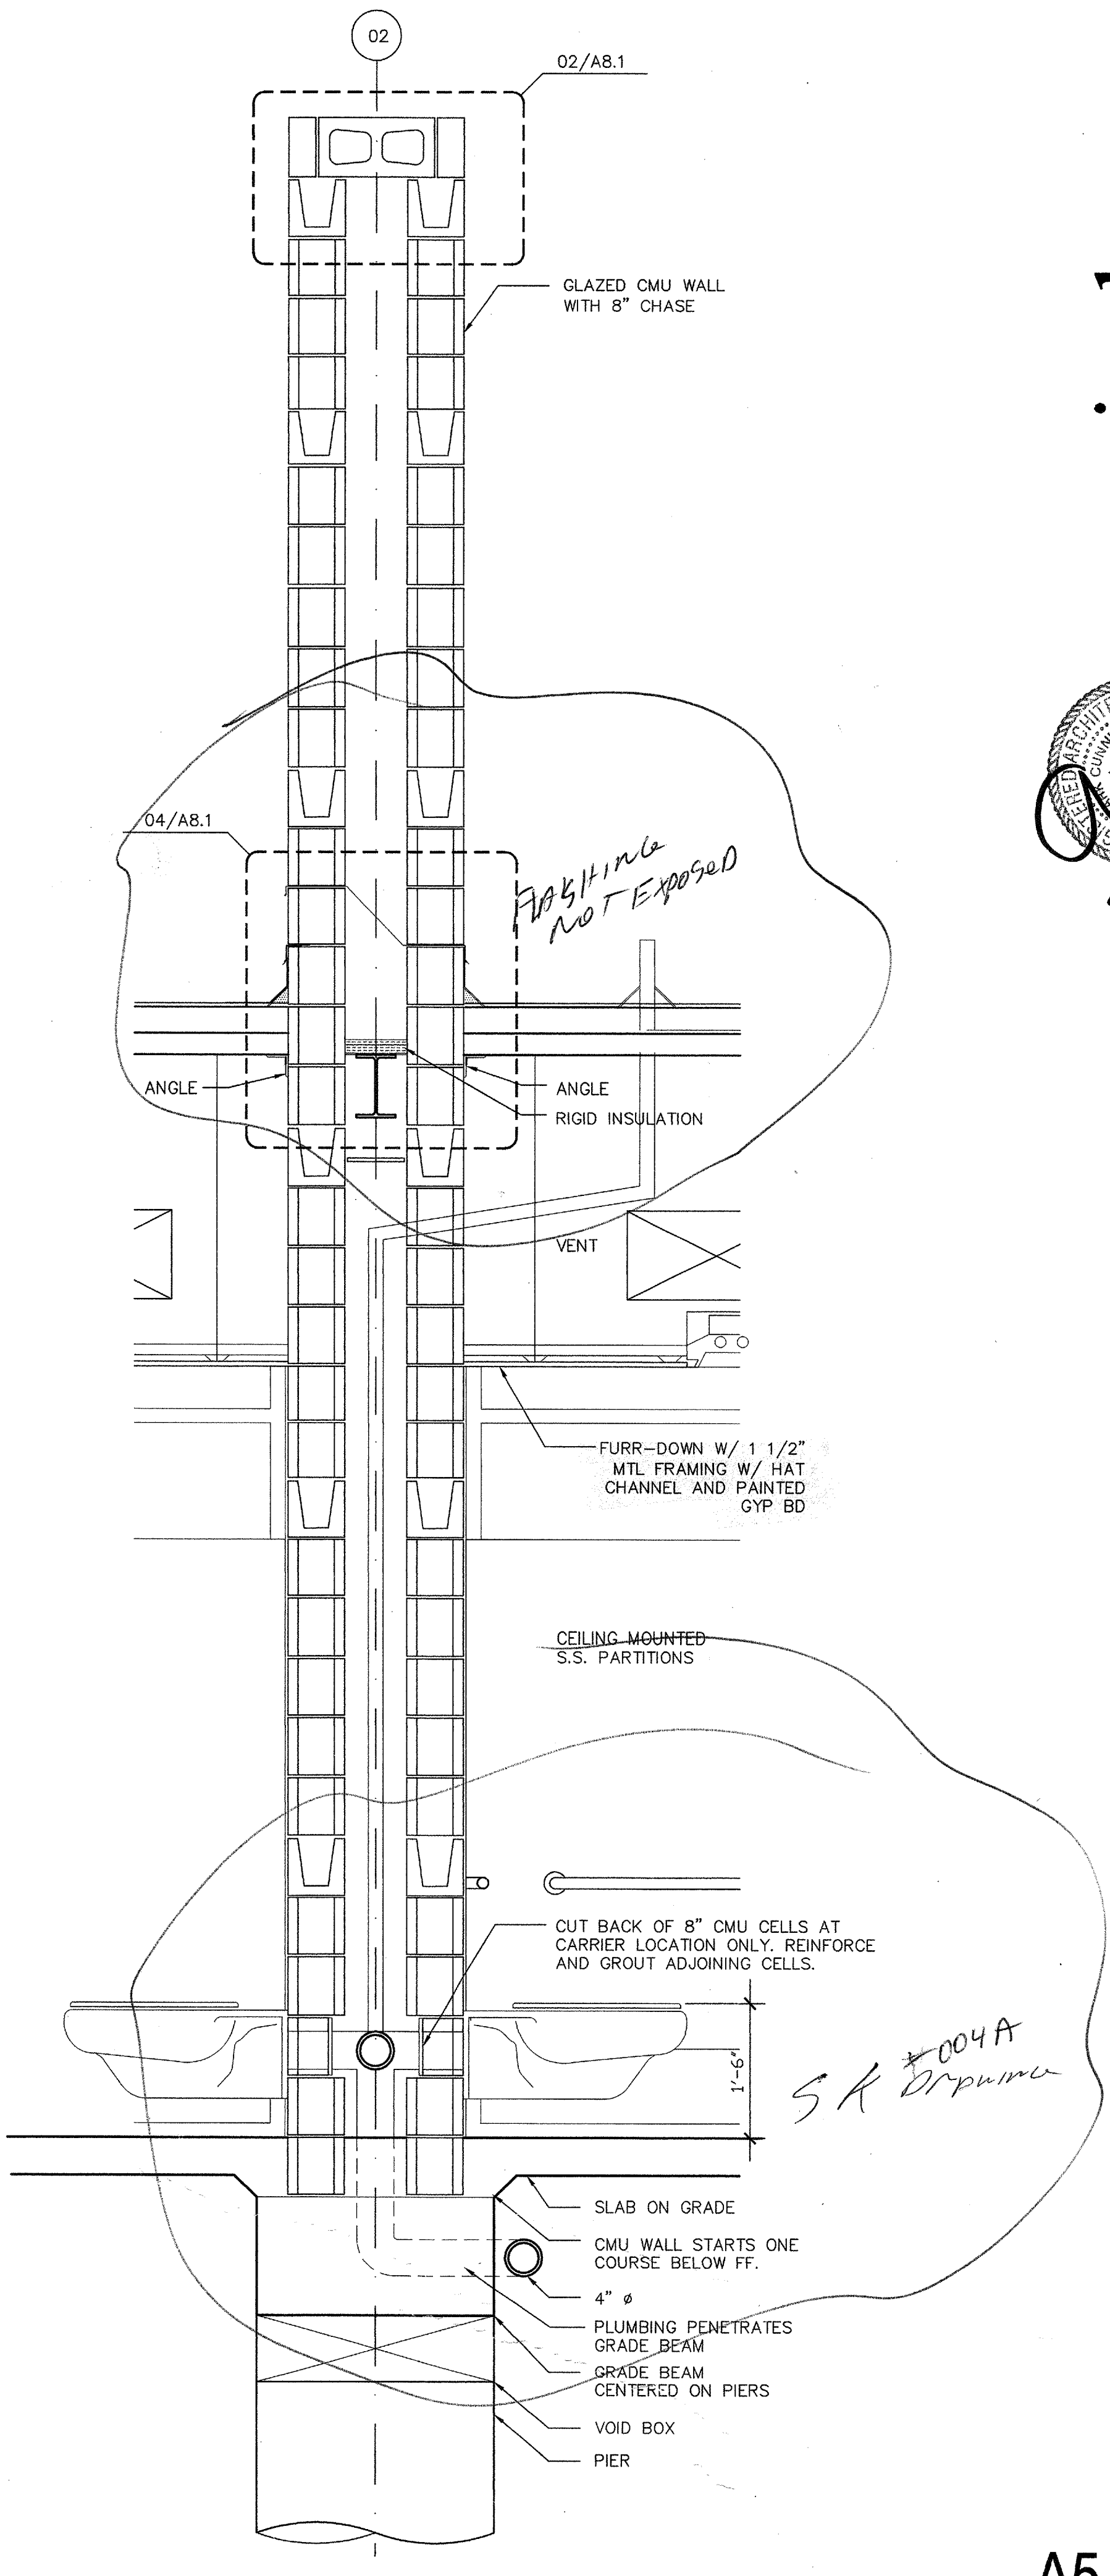 02
02/A8.1
GLAZED CMU WALL
WITH 8" CHASE
04/A8.1
FLASHING
NOT EXPOSED
ANGLE
ANGLE
RIGID INSULATION
VENT
FURR-DOWN W/ 1 1/2"
MTL FRAMING W/ HAT
CHANNEL AND PAINTED
GYP BD
CEILING MOUNTED
S.S. PARTITIONS
CUT BACK OF 8" CMU CELLS AT
CARRIER LOCATION ONLY. REINFORCE
AND GROUT ADJOINING CELLS.
1'-6"
SK #004A
SLAB ON GRADE
CMU WALL STARTS ONE
COURSE BELOW FF.
4" ø
PLUMBING PENETRATES
GRADE BEAM
GRADE BEAM
CENTERED ON PIERS
VOID BOX
PIER
A5